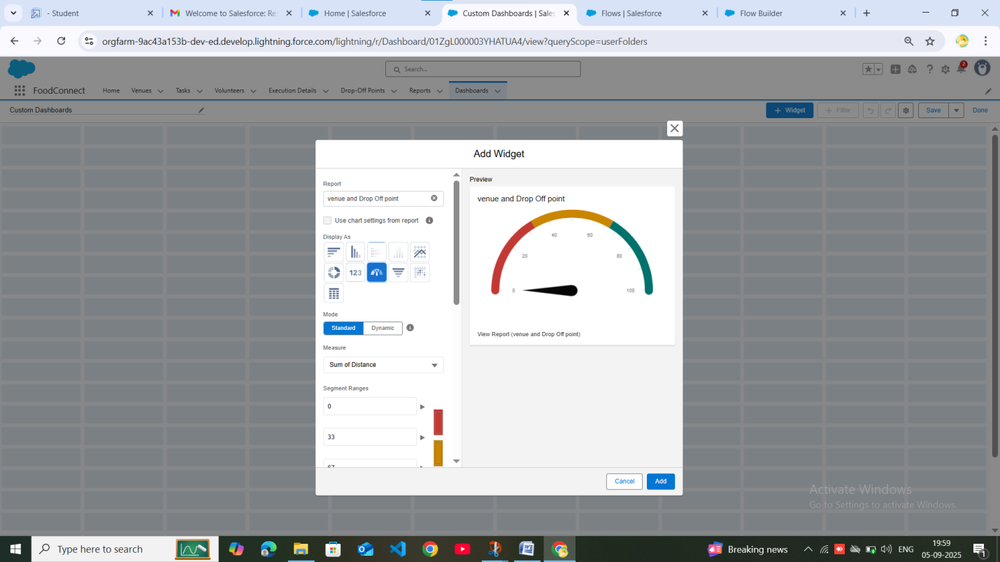 - Student
Welcome to Salesforce: Res
Home | Salesforce
Custom Dashboards | Sales
Flows | Salesforce
Flow Builder
orgfarm-9ac43a153b-dev-ed.develop.lightning.force.com/lightning/r/Dashboard/01ZgL000003YHATUA4/view?queryScope=userFolders
Search...
2
FoodConnect
Home
Venues
Tasks
Volunteers
Execution Details
Drop-Off Points
Reports
Dashboards
Custom Dashboards
+ Widget
+ Filter
Save
Done
Add Widget
Report
venue and Drop Off point
Use chart settings from report
Display As
123
Mode
Standard
Dynamic
Measure
Sum of Distance
Segment Ranges
0
33
67
Preview
venue and Drop Off point
40
60
20
80
0
100
View Report (venue and Drop Off point)
Cancel
Add
Activate Windows
Go to Settings to activate Windows.
Type here to search
Breaking news
ENG
19:59
05-09-2025
1